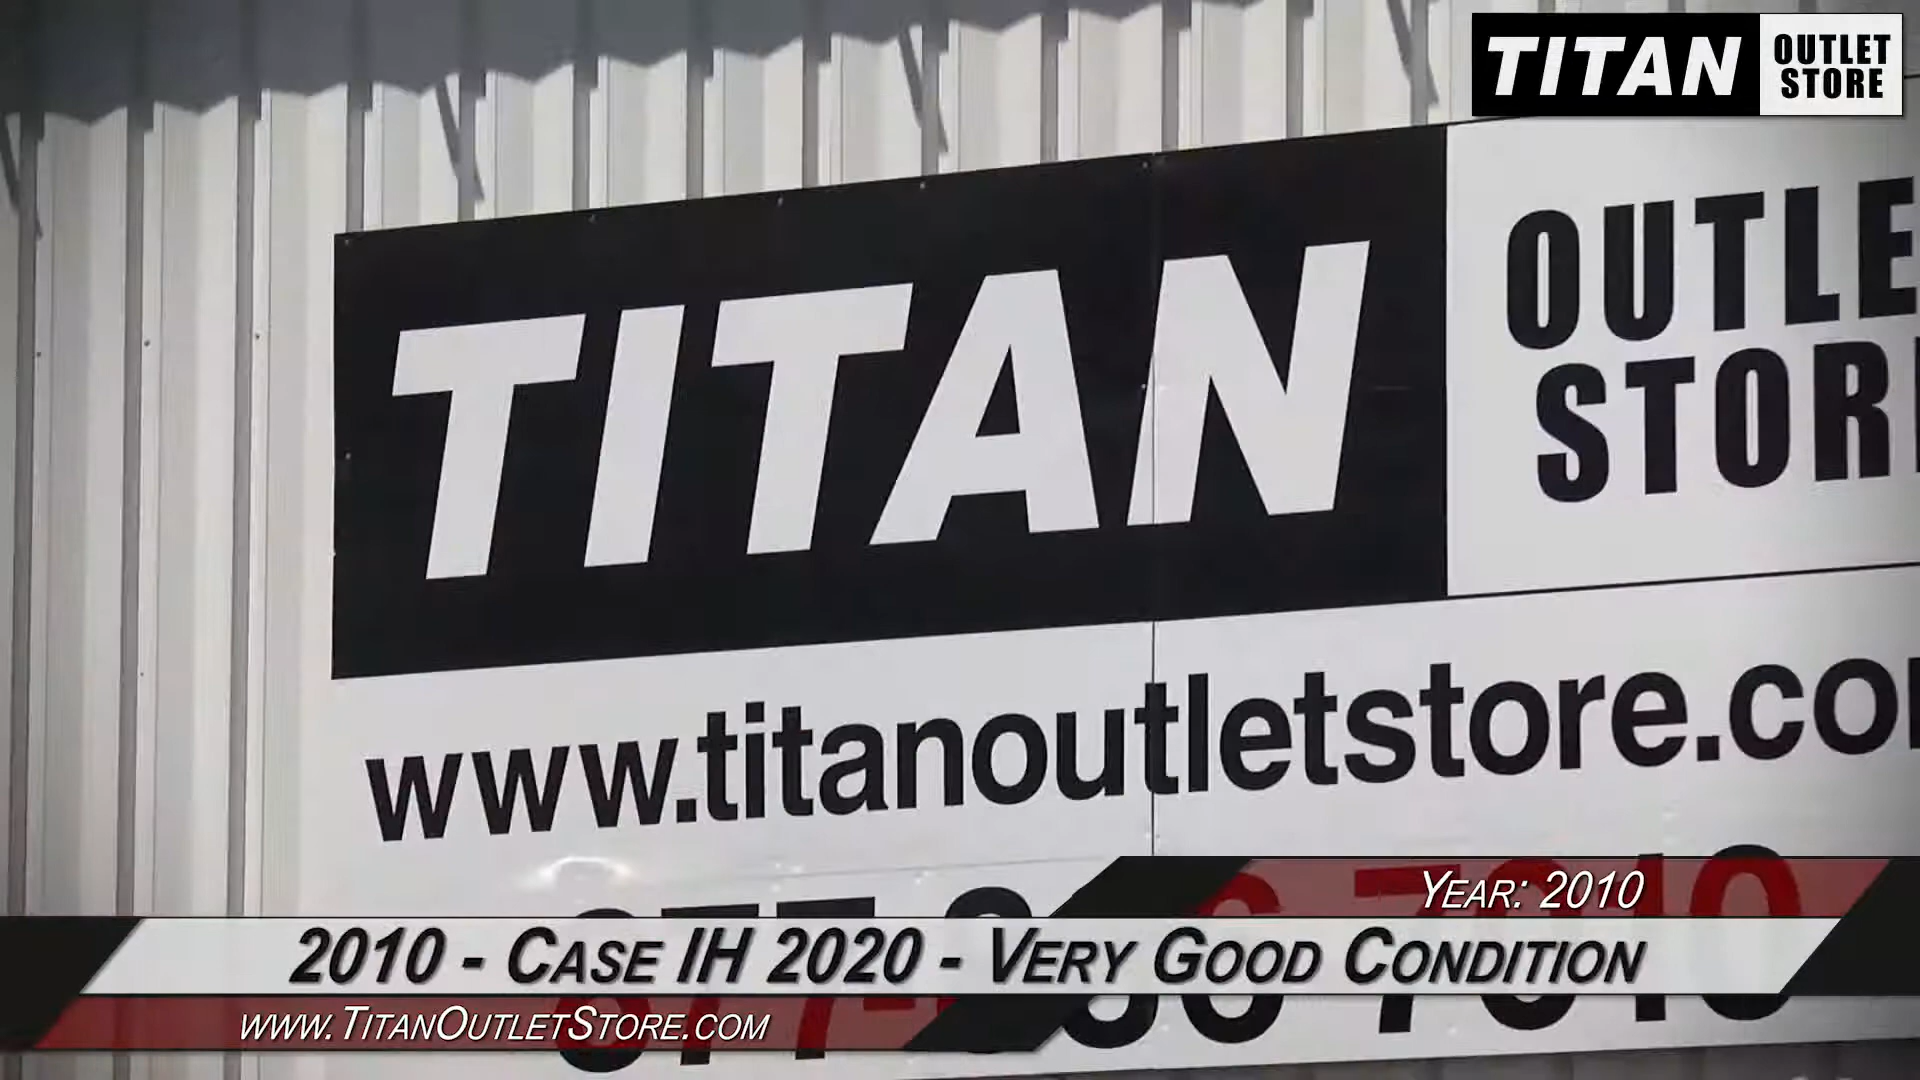 TITAN OUTLET
STORE
TITAN
OUTLE
STOR
www.titanoutletstore.co
YEAR: 2010
2010 - CASE IH 2020 - VERY GOOD CONDITION
WWW.TITANOUTLETSTORE.COM